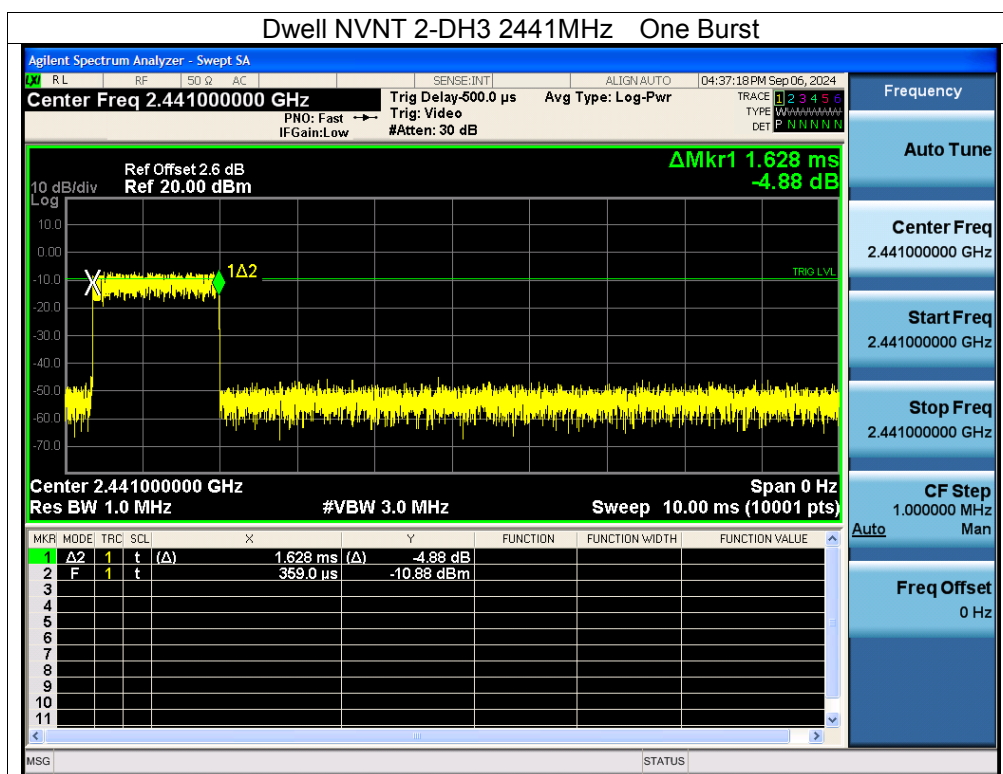 Dwell NVNT 2-DH3 2441MHz One Burst
Agilent Spectrum Analyzer - Swept SA
LXI RL RF 50 Ω AC SENSE:INT ALIGN AUTO 04:37:18 PM Sep 06, 2024
Center Freq 2.441000000 GHz Trig Delay-500.0 µs Avg Type: Log-Pwr TRACE 1 2 3 4 5 6
PNO: Fast Trig: Video TYPE
IFGain:Low #Atten: 30 dB DET P N N N N N
ΔMkr1 1.628 ms
-4.88 dB
Ref Offset 2.6 dB
10 dB/div Ref 20.00 dBm
Log
10.0
0.00
-10.0
-20.0
-30.0
-40.0
-50.0
-60.0
-70.0
1Δ2
TRIG LVL
Center 2.441000000 GHz Span 0 Hz
Res BW 1.0 MHz #VBW 3.0 MHz Sweep 10.00 ms (10001 pts)
MKR MODE TRC SCL X Y FUNCTION FUNCTION WIDTH FUNCTION VALUE
1 Δ2 1 t (Δ) 1.628 ms (Δ) -4.88 dB
2 F 1 t 359.0 µs -10.88 dBm
3
4
5
6
7
8
9
10
11
MSG STATUS
Frequency
Auto Tune
Center Freq
2.441000000 GHz
Start Freq
2.441000000 GHz
Stop Freq
2.441000000 GHz
CF Step
1.000000 MHz
Auto Man
Freq Offset
0 Hz